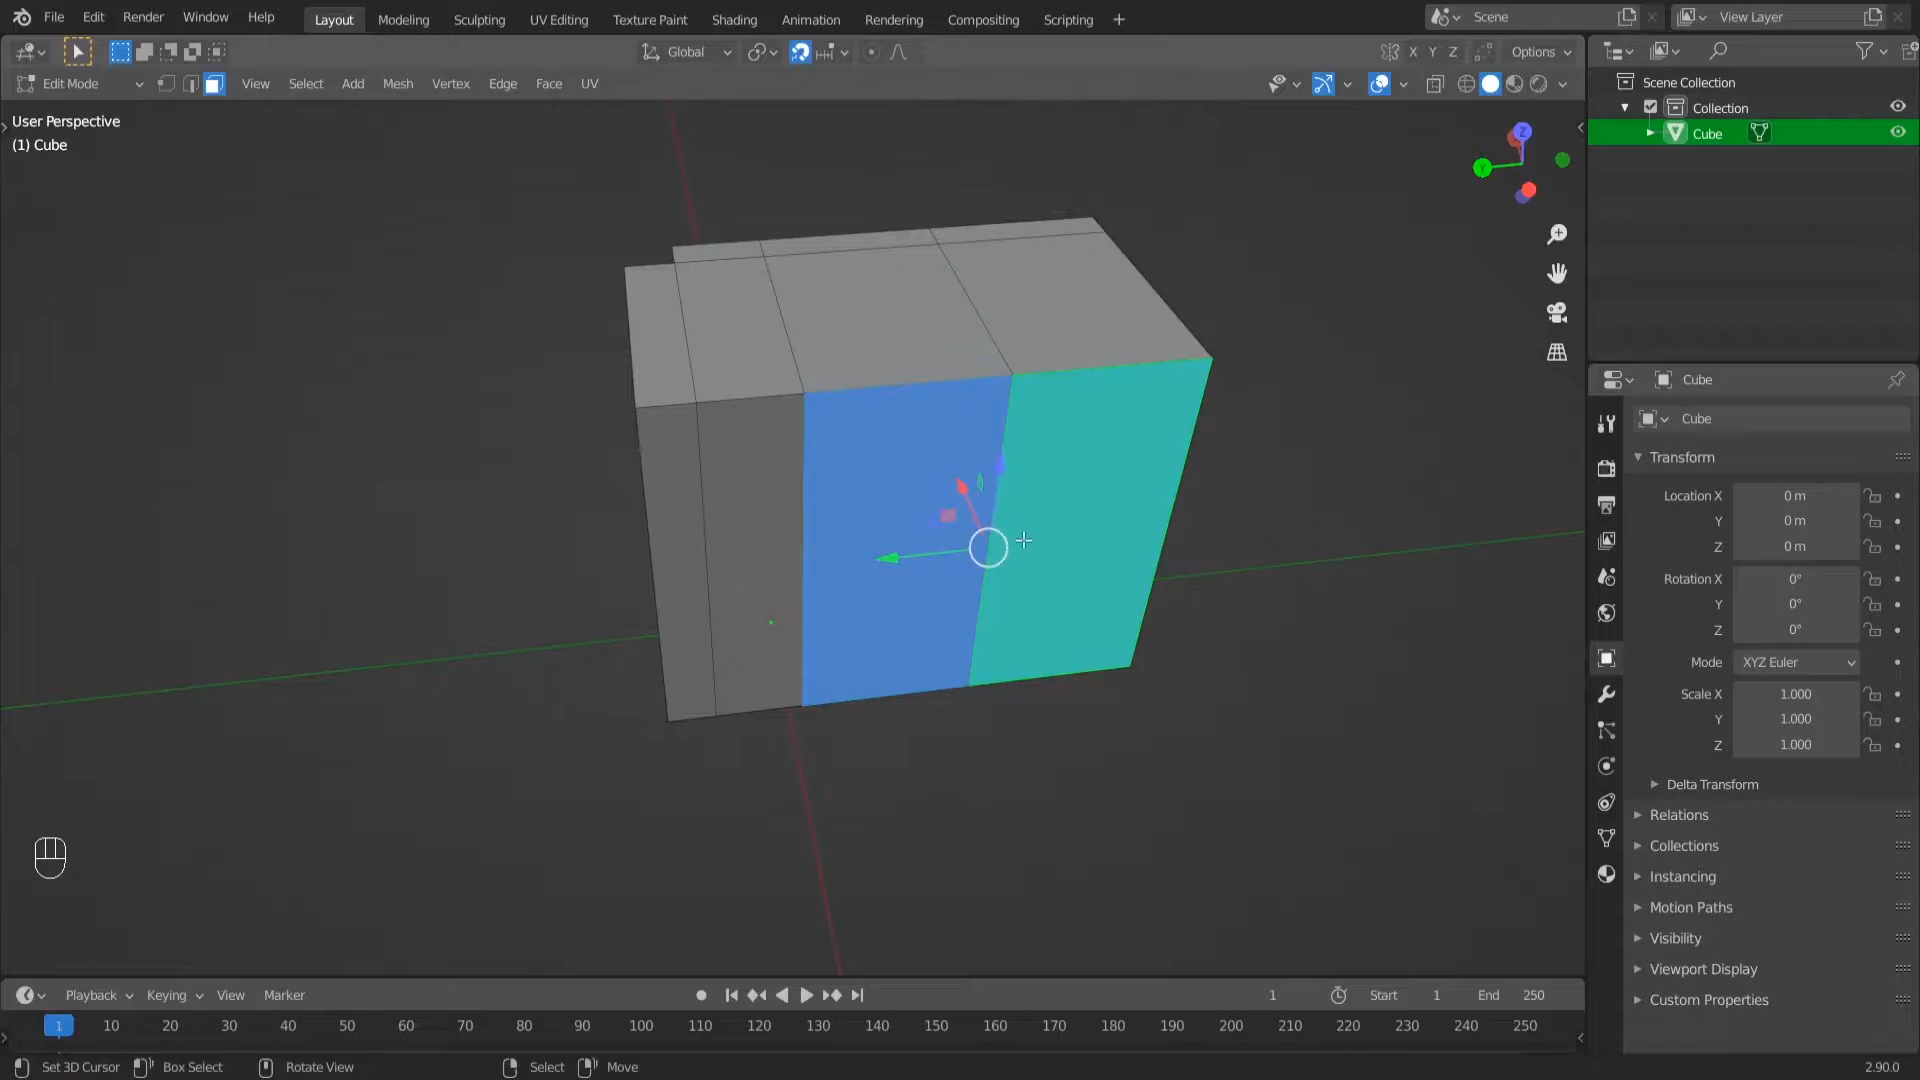 File Edit Render Window Help Layout Modeling Sculpting UV Editing Texture Paint Shading Animation Rendering Compositing Scripting + Scene View Layer
Global X Y Z Options
Edit Mode View Select Add Mesh Vertex Edge Face UV
Scene Collection
Collection
Cube
User Perspective
(1) Cube
Z
Y
Cube
Cube
Transform
Location X 0 m
Y 0 m
Z 0 m
Rotation X 0°
Y 0°
Z 0°
Mode XYZ Euler
Scale X 1.000
Y 1.000
Z 1.000
Delta Transform
Relations
Collections
Instancing
Motion Paths
Visibility
Viewport Display
Custom Properties
Playback Keying View Marker 1 Start 1 End 250
1 10 20 30 40 50 60 70 80 90 100 110 120 130 140 150 160 170 180 190 200 210 220 230 240 250
Set 3D Cursor Box Select Rotate View Select Move 2.90.0